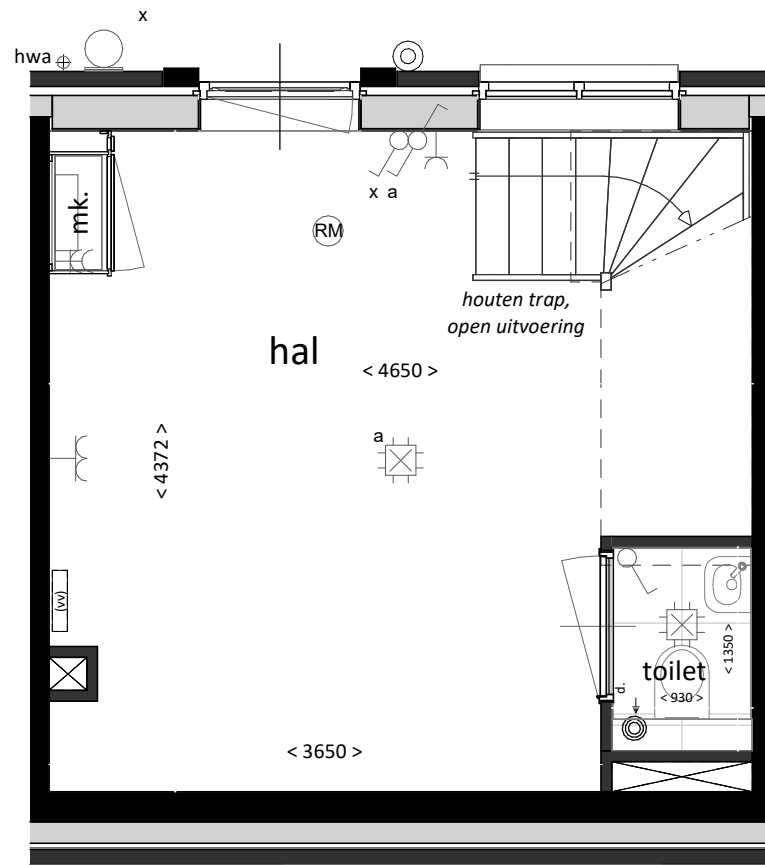 x
hwa
x a
mk.
RM
houten trap,
open uitvoering
hal
< 4650 >
a
< 4372 >
(vv)
< 1350 >
toilet
d.
< 930 >
< 3650 >